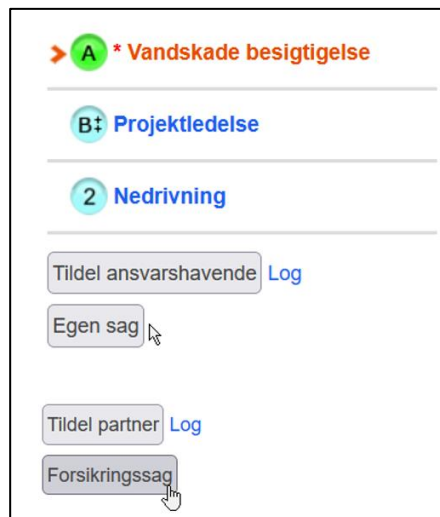 A * Vandskade besigtigelse
B‡ Projektledelse
2 Nedrivning
Tildel ansvarshavende Log
Egen sag
Tildel partner Log
Forsikringssag